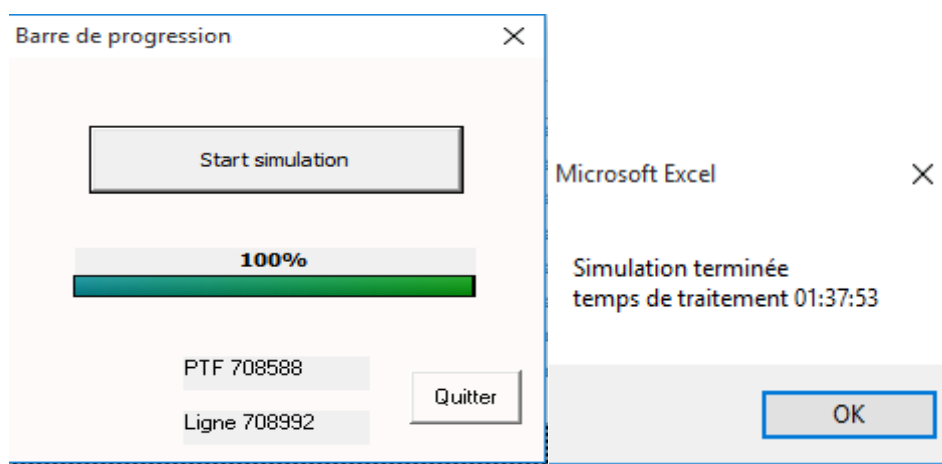 Barre de progression
Start simulation
100%
PTF 708588
Ligne 708992
Quitter
Microsoft Excel
Simulation terminée
temps de traitement 01:37:53
OK